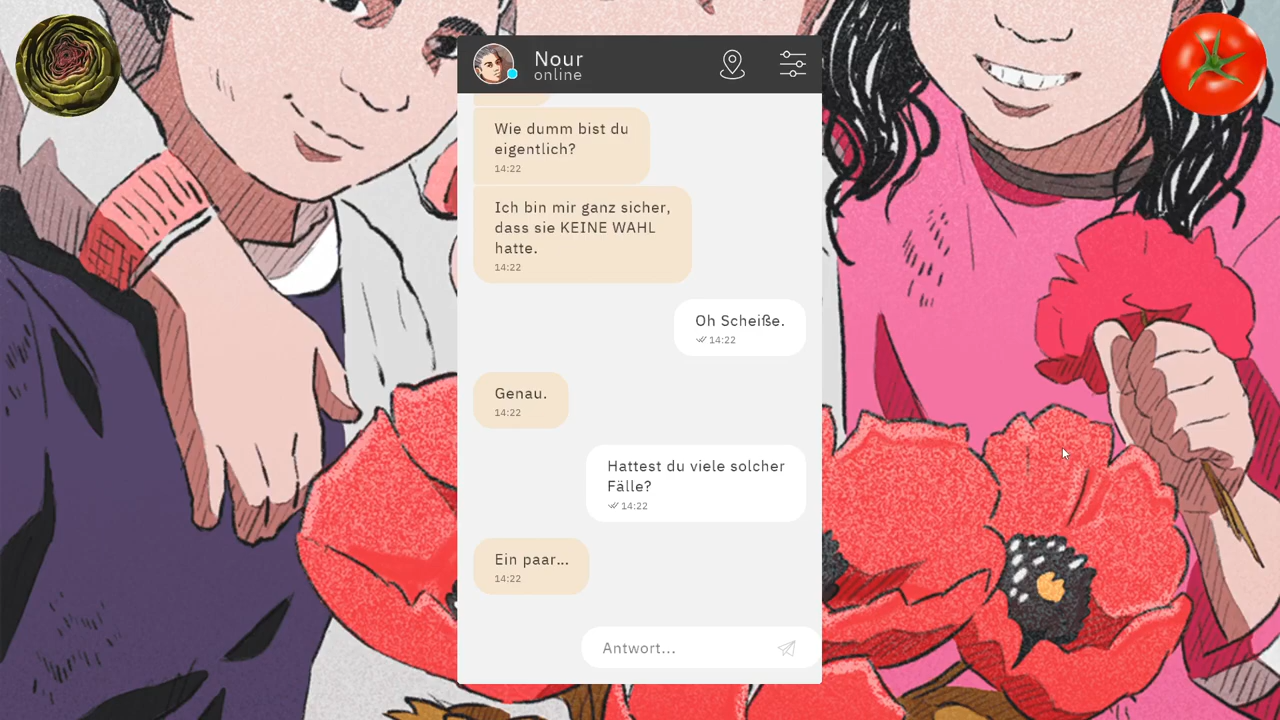 Nour
online
Wie dumm bist du
eigentlich?
14:22
Ich bin mir ganz sicher,
dass sie KEINE WAHL
hatte.
14:22
Oh Scheiße.
14:22
Genau.
14:22
Hattest du viele solcher
Fälle?
14:22
Ein paar...
14:22
Antwort...